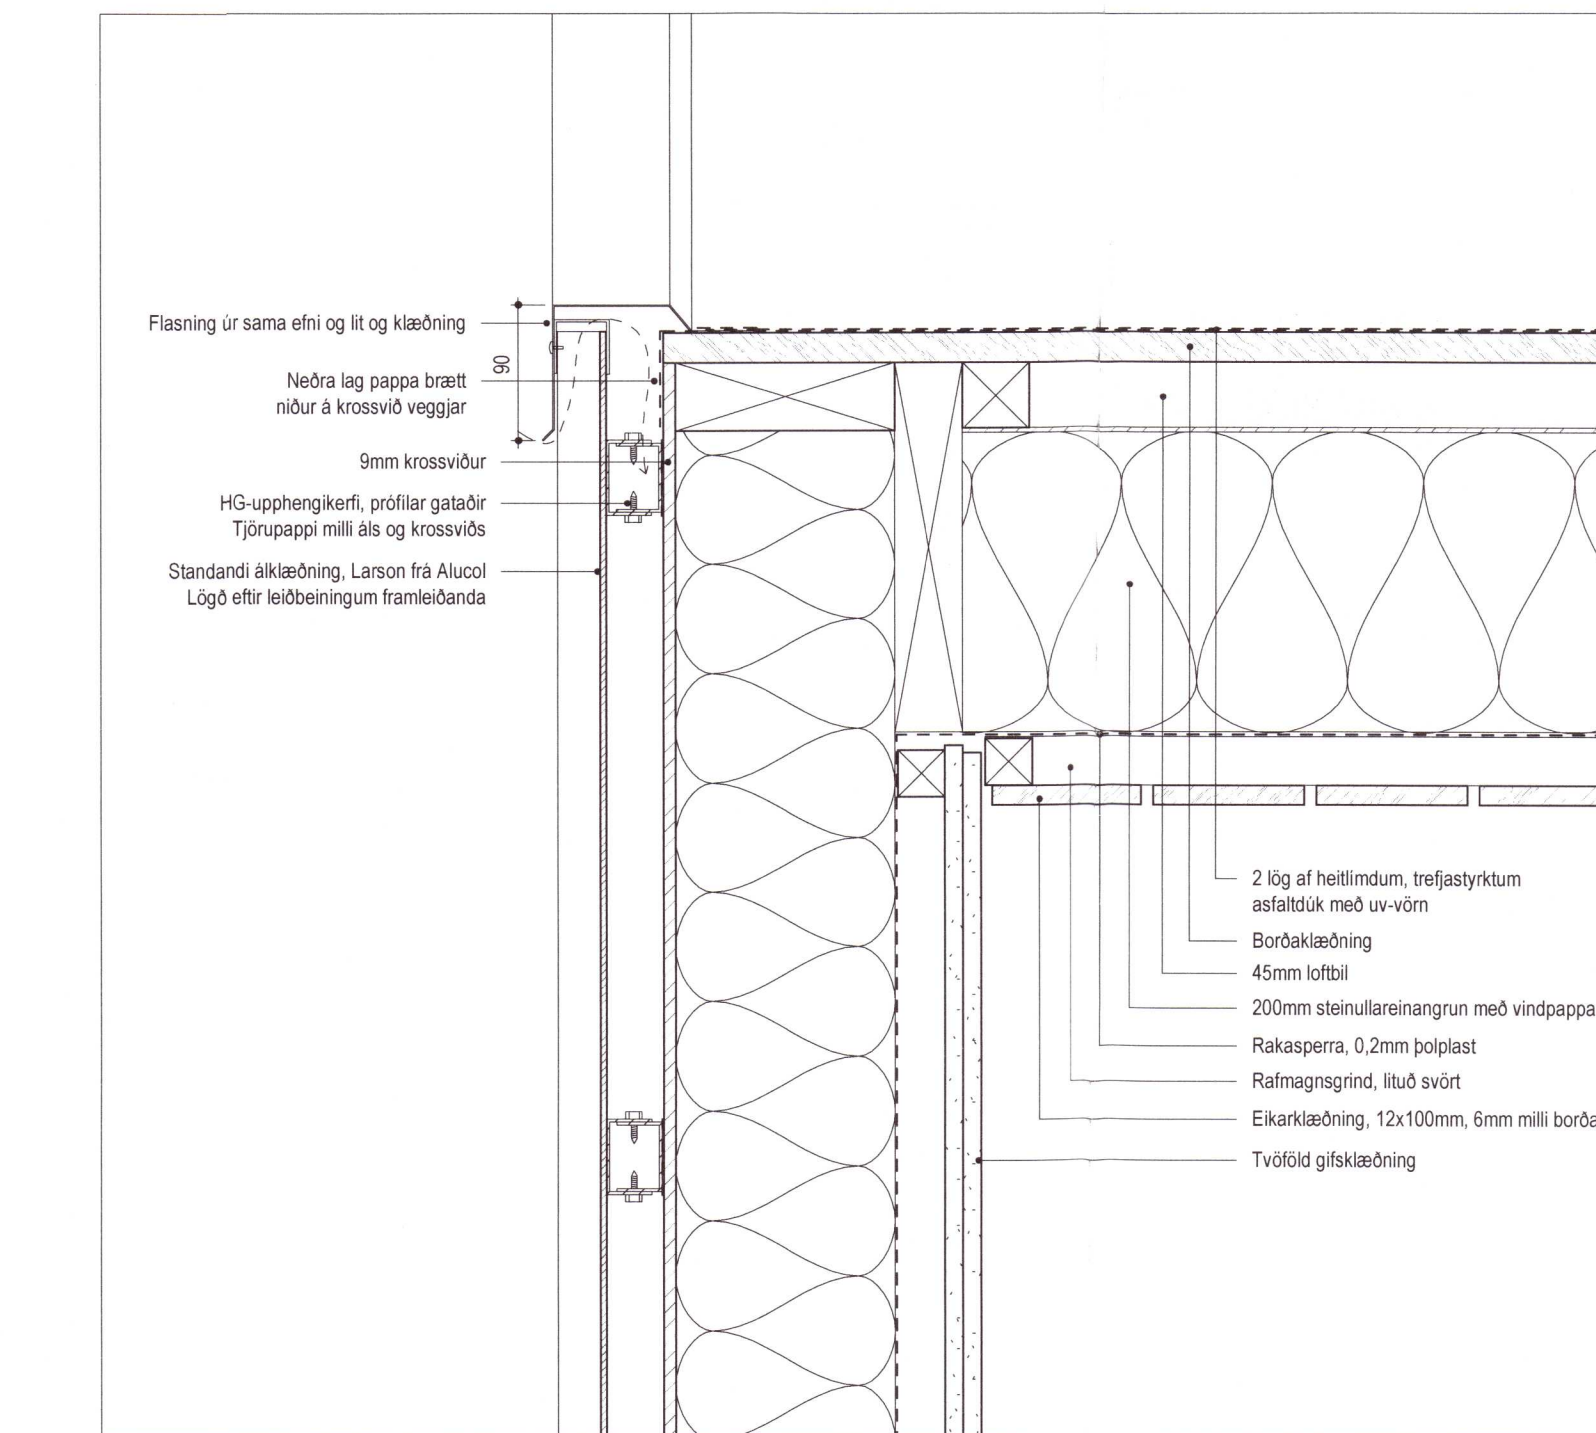 Flasning úr sama efni og lit og klæðning
90
Neðra lag pappa brætt
niður á krossvið veggjar
9mm krossviður
HG-upphengikerfi, prófílar gataðir
Tjörupappi milli áls og krossviðs
Standandi álklæðning, Larson frá Alucol
Lögð eftir leiðbeiningum framleiðanda
2 lög af heitlímdum, trefjastyrktum
asfaltdúk með uv-vörn
Borðaklæðning
45mm loftbil
200mm steinullareinangrun með vindpappa
Rakasperra, 0,2mm þolplast
Rafmagnsgrind, lituð svört
Eikarklæðning, 12x100mm, 6mm milli borða
Tvöföld gifsklæðning